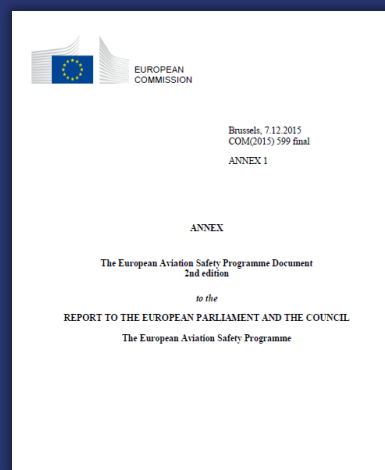 EUROPEAN
COMMISSION
Brussels, 7.12.2015
COM(2015) 599 final
ANNEX 1
ANNEX
The European Aviation Safety Programme Document
2nd edition
to the
REPORT TO THE EUROPEAN PARLIAMENT AND THE COUNCIL
The European Aviation Safety Programme